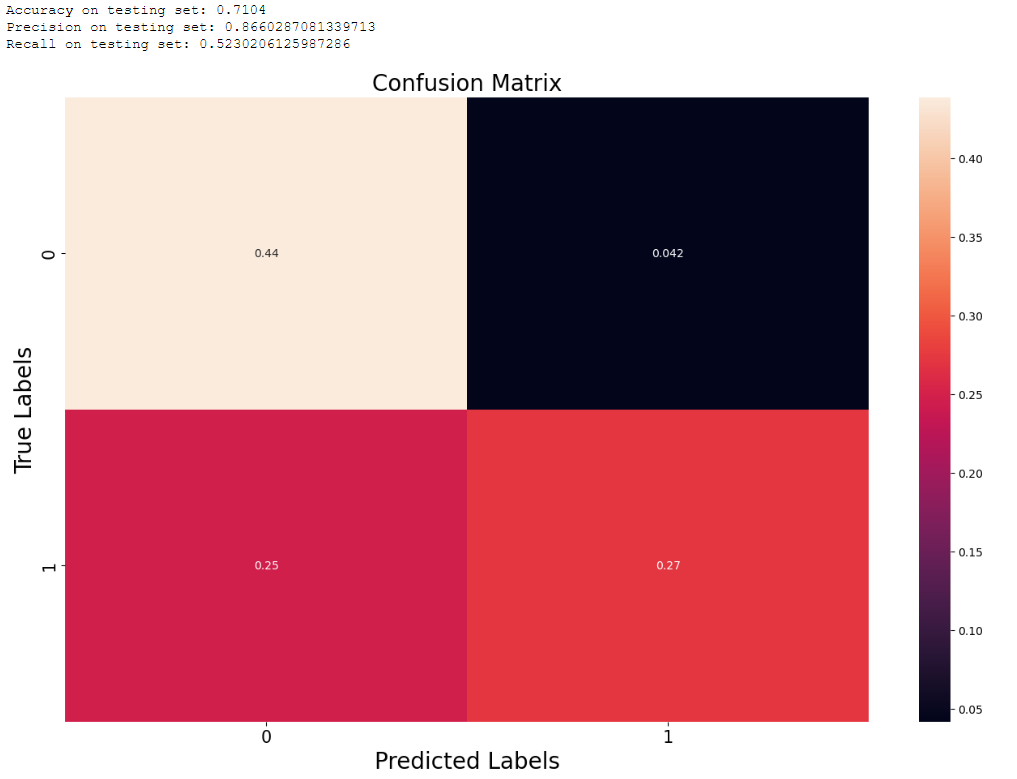 Accuracy on testing set: 0.7104
Precision on testing set: 0.8660287081339713
Recall on testing set: 0.5230206125987286
Confusion Matrix
0.44
0.042
0.25
0.27
0
1
True Labels
0
1
Predicted Labels
0.40
0.35
0.30
0.25
0.20
0.15
0.10
0.05